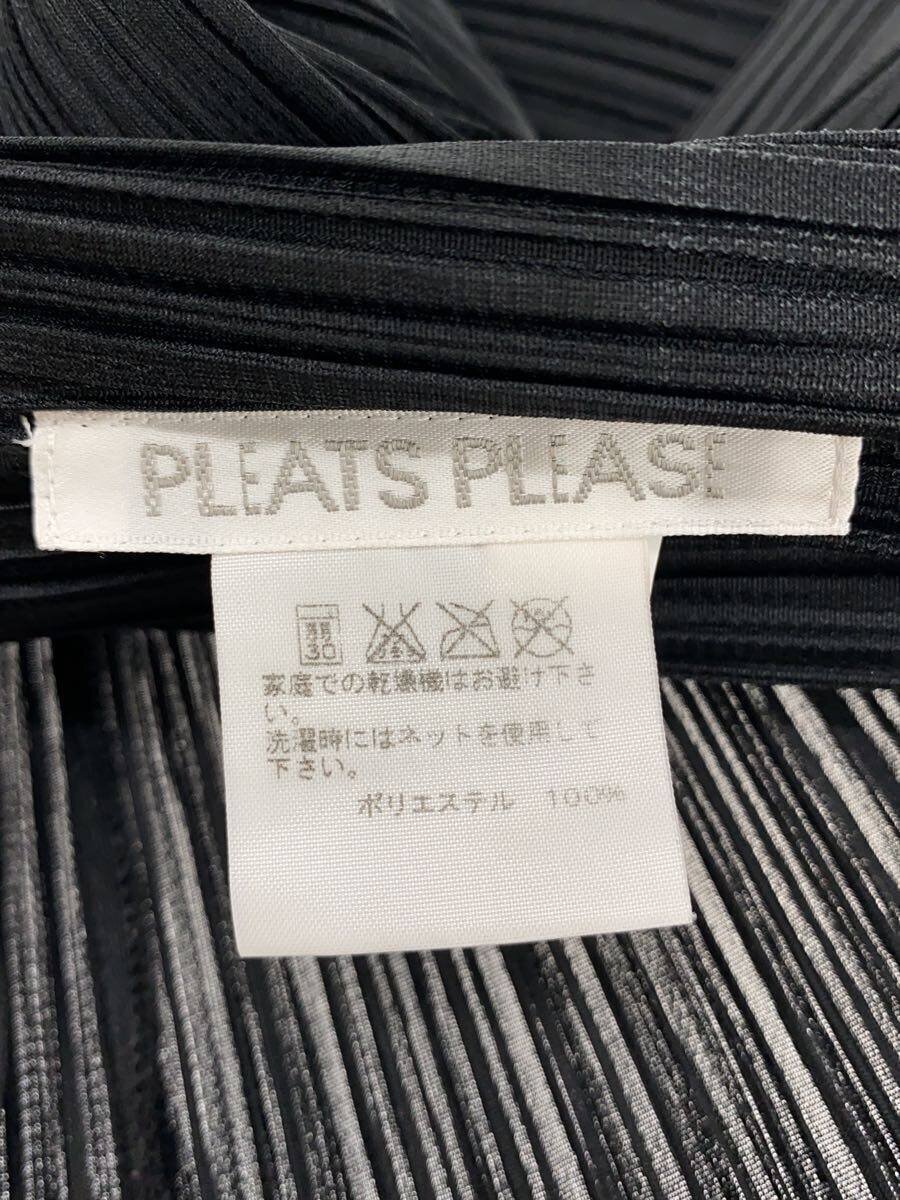 PLEATS PLEASE
30
家庭での乾燥機はお避け下さ
い。
洗濯時にはネットを使用して
下さい。
ポリエステル 100%